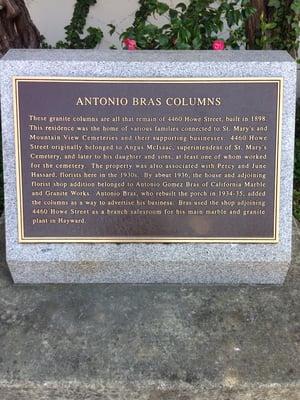 ANTONIO BRAS COLUMNS
These granite columns are all that remain of 4460 Howe Street, built in 1898.
This residence was the home of various families connected to St. Mary's and
Mountain View Cemeteries and their supporting businesses. 4460 Howe
Street originally belonged to Angus McIsaac, superintendent of St. Mary's
Cemetery, and later to his daughter and sons, at least one of whom worked
for the cemetery. The property was also associated with Percy and June
Hassard, florists here in the 1930s. By about 1936, the house and adjoining
florist shop addition belonged to Antonio Gomez Bras of California Marble
and Granite Works. Antonio Bras, who rebuilt the porch in 1934-35, added
the columns as a way to advertise his business. Bras used the shop adjoining
4460 Howe Street as a branch salesroom for his main marble and granite
plant in Hayward.